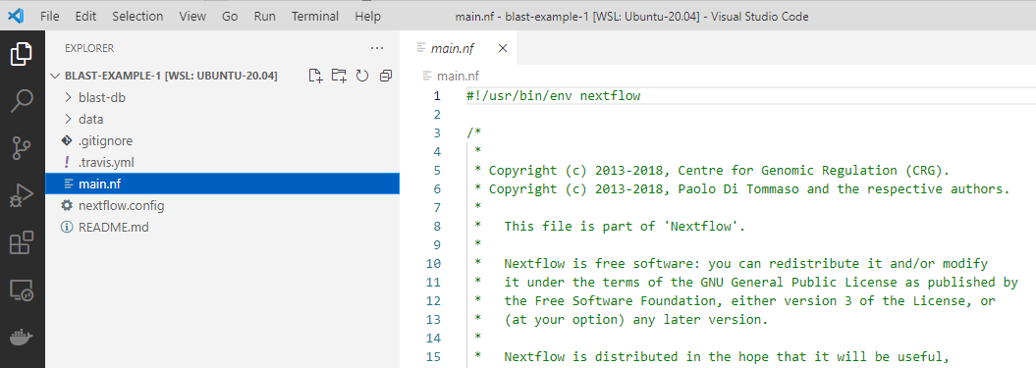 File Edit Selection View Go Run Terminal Help main.nf - blast-example-1 [WSL: Ubuntu-20.04] - Visual Studio Code
EXPLORER
BLAST-EXAMPLE-1 [WSL: UBUNTU-20.04]
blast-db
data
.gitignore
! .travis.yml
main.nf
nextflow.config
README.md
main.nf
main.nf
1 #!/usr/bin/env nextflow
2
3 /*
4 *
5 * Copyright (c) 2013-2018, Centre for Genomic Regulation (CRG).
6 * Copyright (c) 2013-2018, Paolo Di Tommaso and the respective authors.
7 *
8 *   This file is part of 'Nextflow'.
9 *
10 *   Nextflow is free software: you can redistribute it and/or modify
11 *   it under the terms of the GNU General Public License as published by
12 *   the Free Software Foundation, either version 3 of the License, or
13 *   (at your option) any later version.
14 *
15 *   Nextflow is distributed in the hope that it will be useful,